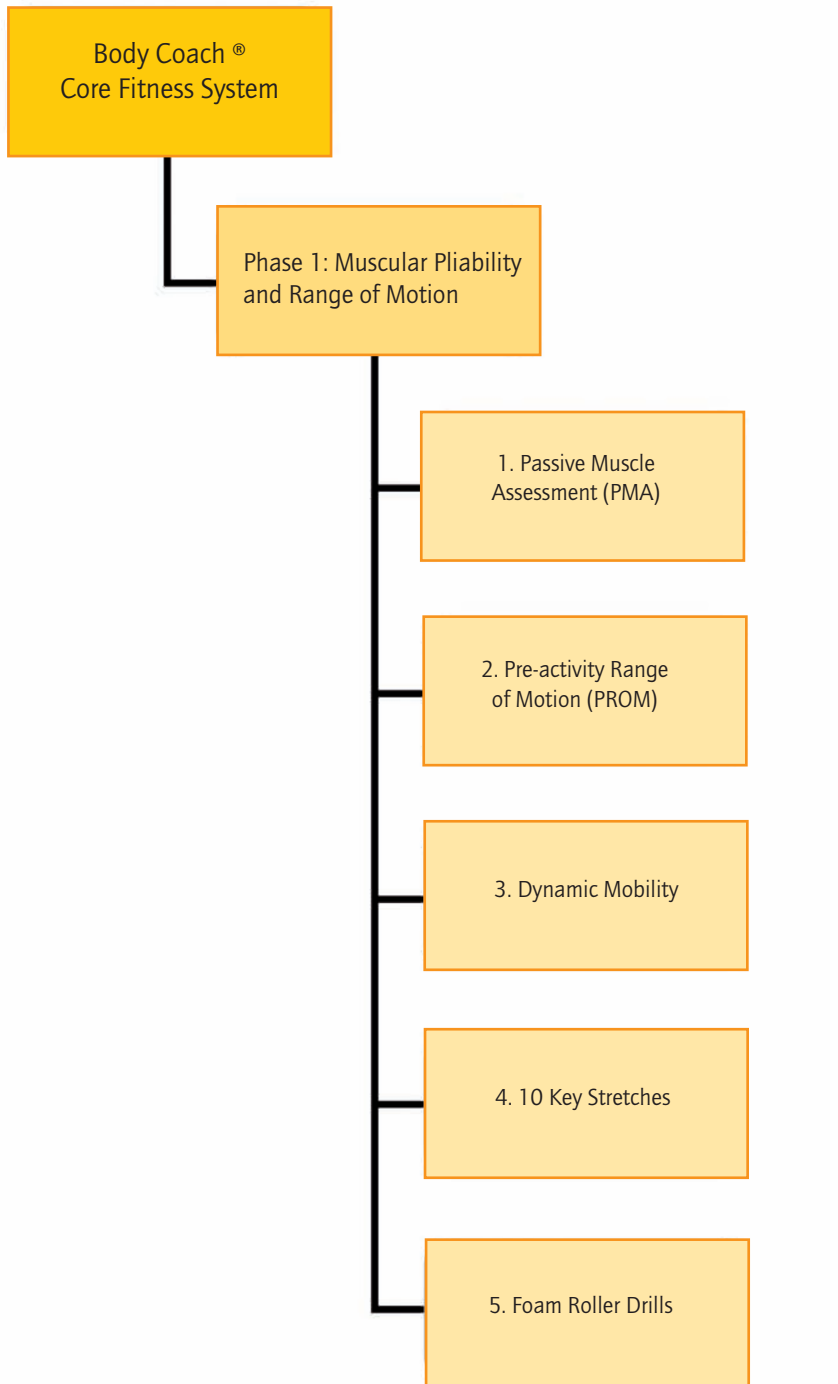 Body Coach ®
Core Fitness System
Phase 1: Muscular Pliability
and Range of Motion
1. Passive Muscle
Assessment (PMA)
2. Pre-activity Range
of Motion (PROM)
3. Dynamic Mobility
4. 10 Key Stretches
5. Foam Roller Drills